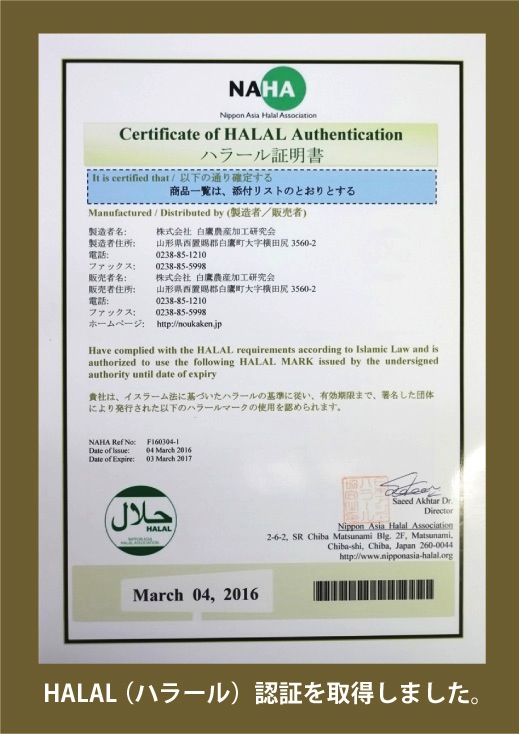 NAHA
Nippon Asia Halal Association
Certificate of HALAL Authentication
ハラール証明書
It is certified that / 以下の通り確定する
商品一覧は、添付リストのとおりとする
Manufactured / Distributed by (製造者／販売者)
製造者名: 株式会社 白鷹農産加工研究会
製造者住所: 山形県西置賜郡白鷹町大字横田尻 3560-2
電話: 0238-85-1210
ファックス: 0238-85-5998
販売者名: 株式会社 白鷹農産加工研究会
販売者住所: 山形県西置賜郡白鷹町大字横田尻 3560-2
電話: 0238-85-1210
ファックス: 0238-85-5998
ホームページ: http://noukaken.jp
Have complied with the HALAL requirements according to Islamic Law and is
authorized to use the following HALAL MARK issued by the undersigned
authority until date of expiry
貴社は、イスラーム法に基づいたハラールの基準に従い、有効期限まで、署名した団体
により発行された以下のハラールマークの使用を認められます。
NAHA Ref No: F160304-1
Date of Issue: 04 March 2016
Date of Expire: 03 March 2017
Saeed Akhtar Dr.
Director
حلال
HALAL
NIPPON ASIA
HALAL ASSOCIATION
Nippon Asia Halal Association
2-6-2, SR Chiba Matsunami Blg. 2F, Matsunami,
Chiba-shi, Chiba, Japan 260-0044
http://www.nipponasia-halal.org
March 04, 2016
HALAL（ハラール）認証を取得しました。